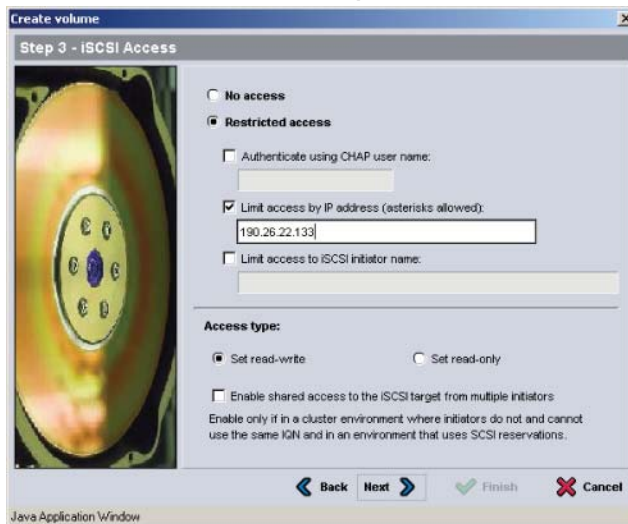 Create volume
Step 3 - iSCSI Access
No access
Restricted access
Authenticate using CHAP user name:
Limit access by IP address (asterisks allowed):
190.26.22.133
Limit access to iSCSI initiator name:
Access type:
Set read-write
Set read-only
Enable shared access to the iSCSI target from multiple initiators
Enable only if in a cluster environment where initiators do not and cannot
use the same IQN and in an environment that uses SCSI reservations.
Back
Next
Finish
Cancel
Java Application Window